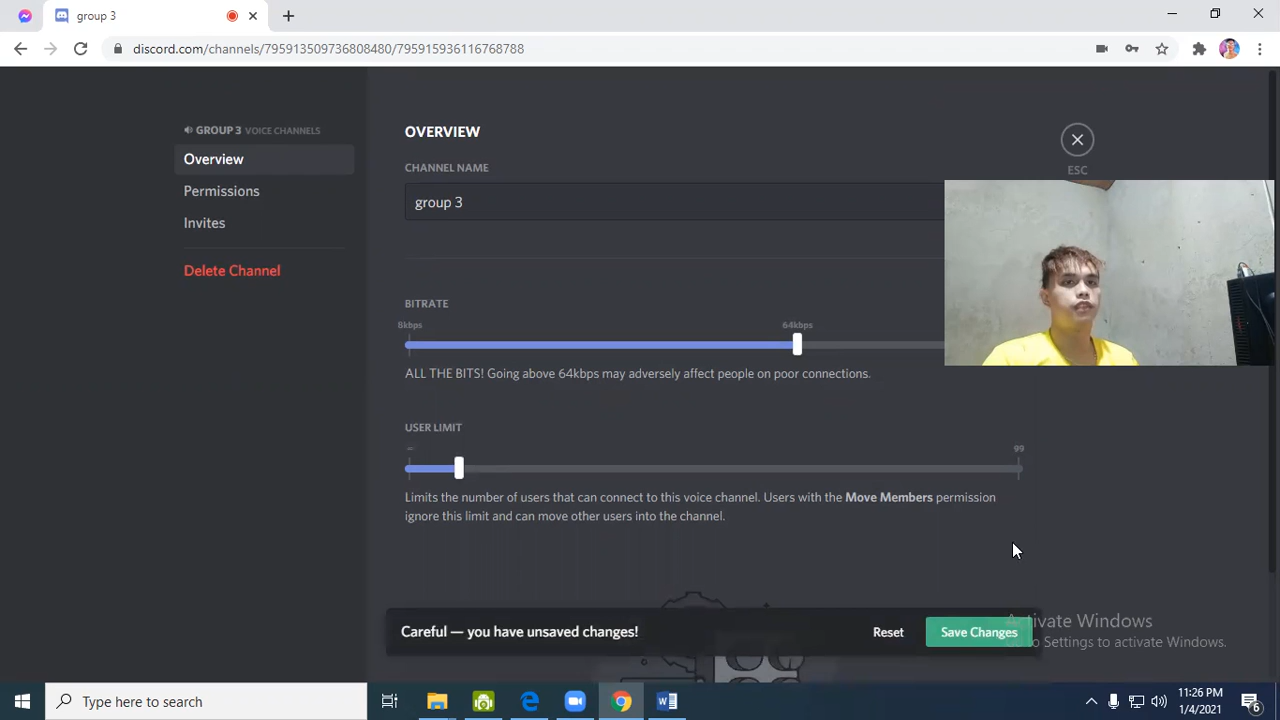 group 3
discord.com/channels/795913509736808480/795915936116768788
GROUP 3 VOICE CHANNELS
Overview
Permissions
Invites
Delete Channel
OVERVIEW
CHANNEL NAME
group 3
ESC
BITRATE
8kbps
64kbps
ALL THE BITS! Going above 64kbps may adversely affect people on poor connections.
USER LIMIT
∞
99
Limits the number of users that can connect to this voice channel. Users with the Move Members permission
ignore this limit and can move other users into the channel.
Careful — you have unsaved changes!
Reset
Save Changes
Activate Windows
Go to Settings to activate Windows.
Type here to search
11:26 PM
1/4/2021
6